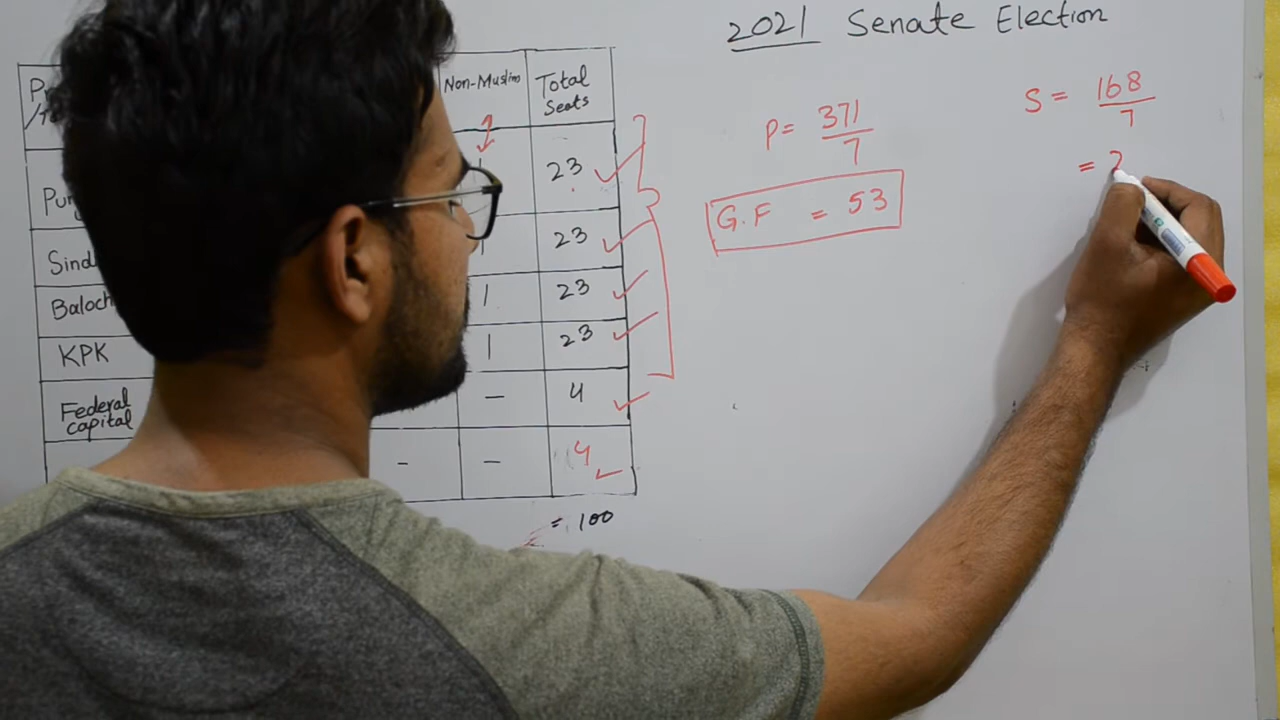 2021 Senate Election
Non-Muslim Total Seats
23
Sind 1 23
Baloch 1 23
KPK 1 23
Federal capital – 4
– – 4
= 100
P = 371/7
G.F = 53
S = 168/7
= 2